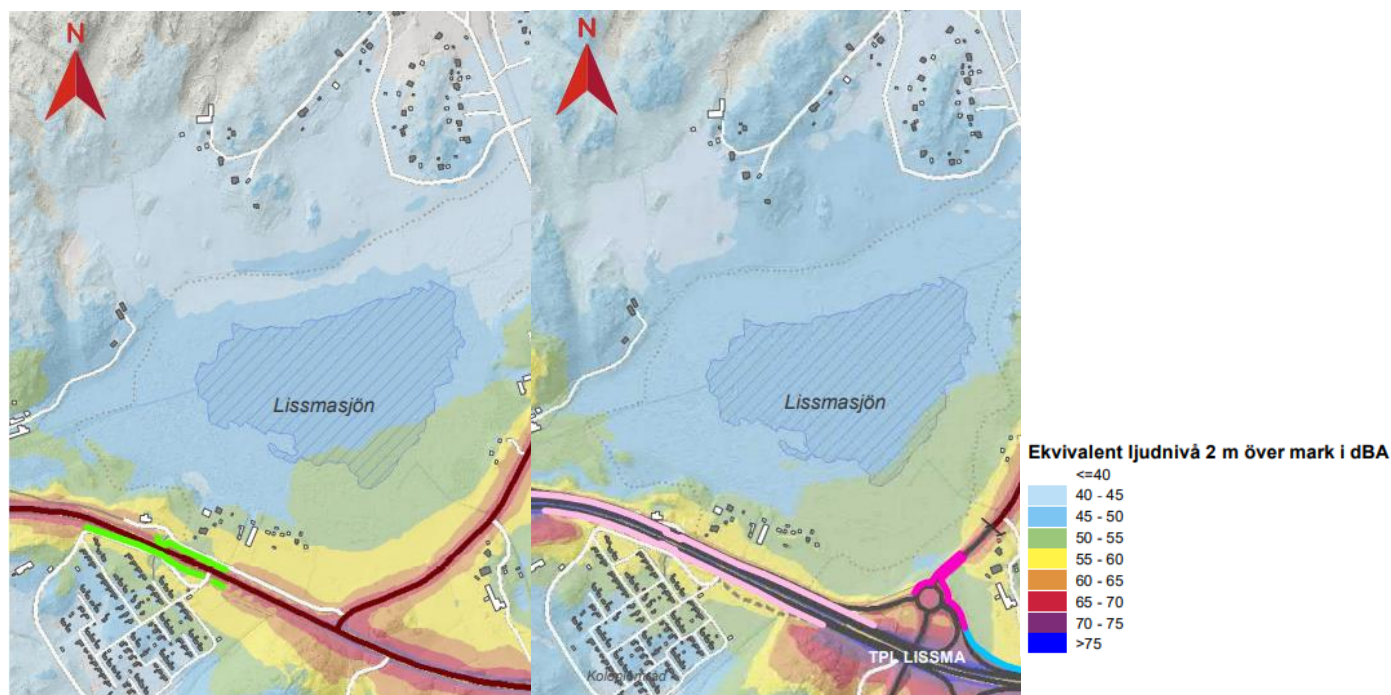 N
Lissmasjön
N
Lissmasjön
TPL LISSMA
Ekvivalent ljudnivå 2 m över mark i dBA
<=40
40 - 45
45 - 50
50 - 55
55 - 60
60 - 65
65 - 70
70 - 75
>75